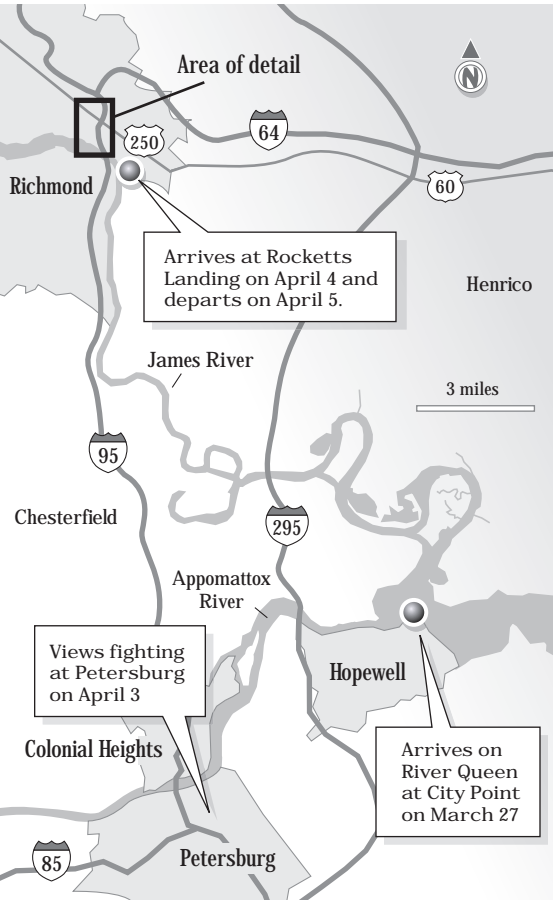 Area of detail
N
64
250
Richmond
60
Arrives at Rocketts
Landing on April 4 and
departs on April 5.
Henrico
James River
3 miles
95
Chesterfield
295
Appomattox
River
Views fighting
at Petersburg
on April 3
Hopewell
Colonial Heights
Arrives on
River Queen
at City Point
on March 27
85
Petersburg